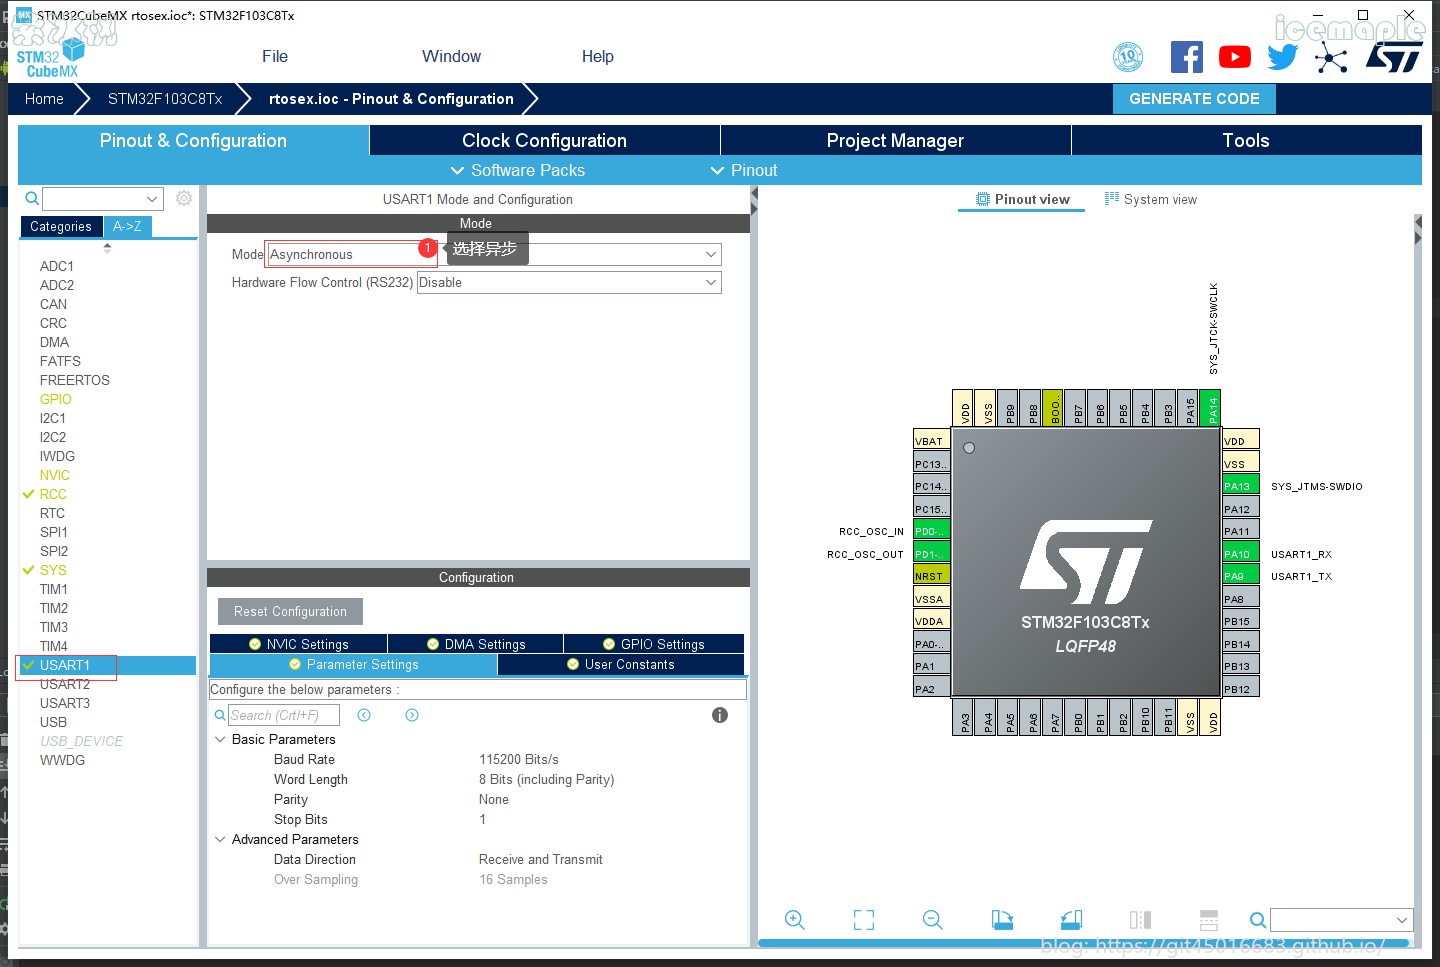 STM32CubeMX rtosex.ioc*: STM32F103C8Tx
icemaple
STM32
CubeMX
File
Window
Help
10
Home
STM32F103C8Tx
rtosex.ioc - Pinout & Configuration
GENERATE CODE
Pinout & Configuration
Clock Configuration
Project Manager
Tools
Software Packs
Pinout
Categories
A->Z
ADC1
ADC2
CAN
CRC
DMA
FATFS
FREERTOS
GPIO
I2C1
I2C2
IWDG
NVIC
RCC
RTC
SPI1
SPI2
SYS
TIM1
TIM2
TIM3
TIM4
USART1
USART2
USART3
USB
USB_DEVICE
WWDG
USART1 Mode and Configuration
Mode
Mode Asynchronous
1
选择异步
Hardware Flow Control (RS232) Disable
Configuration
Reset Configuration
NVIC Settings
DMA Settings
GPIO Settings
Parameter Settings
User Constants
Configure the below parameters :
Search (Crtl+F)
Basic Parameters
Baud Rate 115200 Bits/s
Word Length 8 Bits (including Parity)
Parity None
Stop Bits 1
Advanced Parameters
Data Direction Receive and Transmit
Over Sampling 16 Samples
Pinout view
System view
SYS_JTCK-SWCLK
VDD
VSS
PB9
PB8
BOO..
PB7
PB6
PB5
PB4
PB3
PA15
PA14
VBAT
PC13..
PC14..
PC15..
RCC_OSC_IN PD0-..
RCC_OSC_OUT PD1-..
NRST
VSSA
VDDA
PA0-..
PA1
PA2
VDD
VSS
PA13 SYS_JTMS-SWDIO
PA12
PA11
PA10 USART1_RX
PA9 USART1_TX
PA8
PB15
PB14
PB13
PB12
STM32F103C8Tx
LQFP48
PA3
PA4
PA5
PA6
PA7
PB0
PB1
PB2
PB10
PB11
VSS
VDD
blog: https://git45016683.github.io/